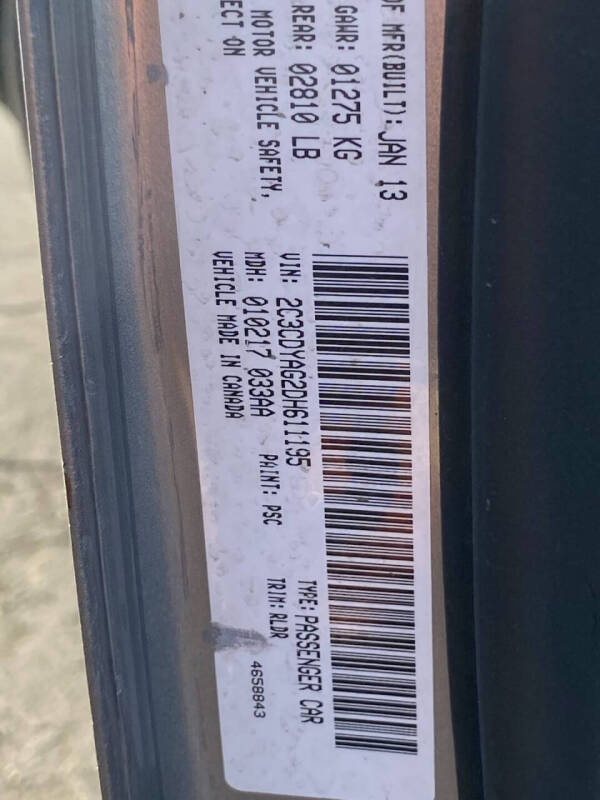 OF MFR(BUILT): JAN 13
GAWR: 01275 KG
REAR: 02810 LB
MOTOR VEHICLE SAFETY,
ECT ON
VIN: 2C3CDYAG2DH611195
TYPE: PASSENGER CAR
MDH: 010217 033AA PAINT: PSC TRIM: RLDR
VEHICLE MADE IN CANADA
4658843